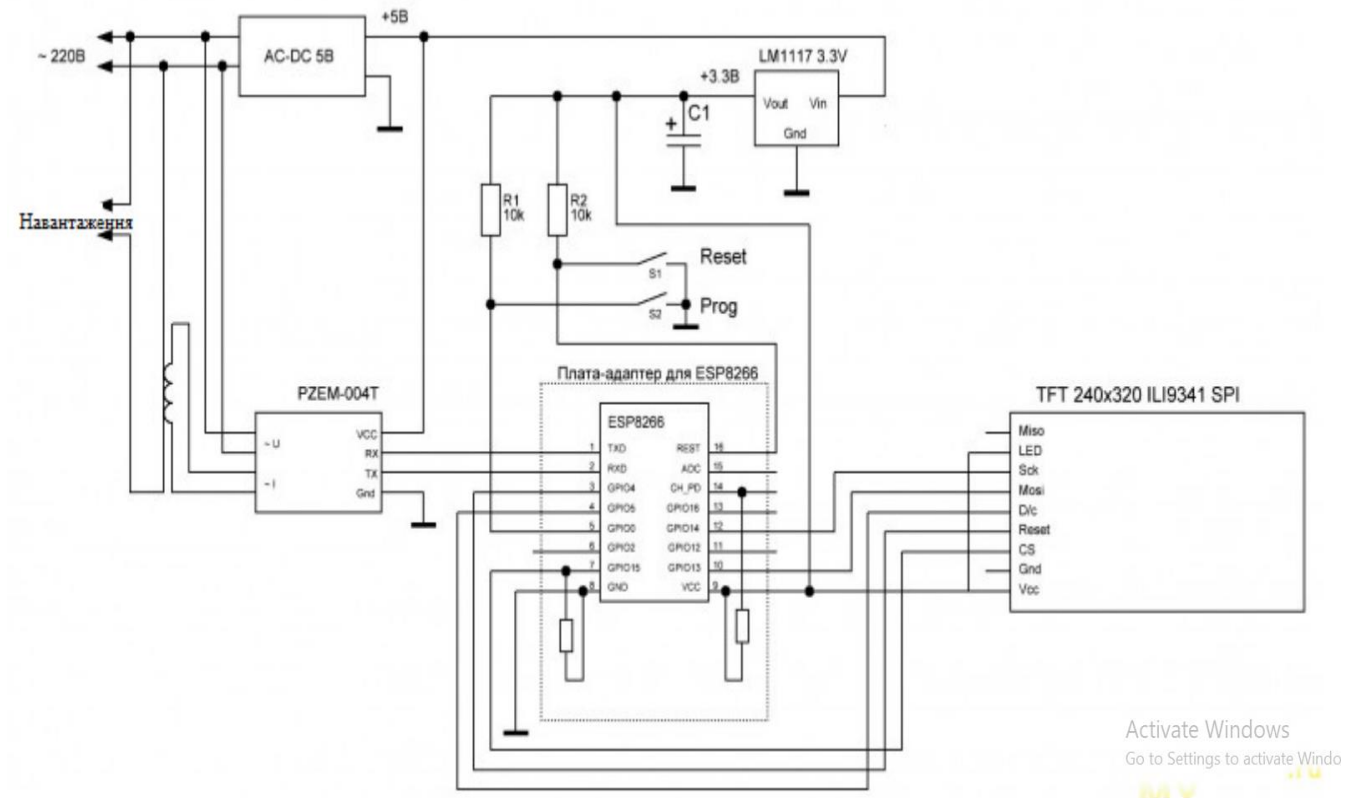 +5В
~ 220В
AC-DC 5В
LM1117 3.3V
+3.3В
Vout Vin
Gnd
+ C1
R1
10k
R2
10k
Навантаження
Reset
S1
Prog
S2
Плата-адаптер для ESP8266
PZEM-004T
TFT 240x320 ILI9341 SPI
~ U
~ I
VCC
RX
TX
Gnd
ESP8266
1 TXD REST 16
2 RXD ADC 15
3 GPIO4 CH_PD 14
4 GPIO5 GPIO16 13
5 GPIO0 GPIO14 12
6 GPIO2 GPIO12 11
7 GPIO15 GPIO13 10
8 GND VCC 9
Miso
LED
Sck
Mosi
D/c
Reset
CS
Gnd
Vcc
Activate Windows
Go to Settings to activate Windo
.ru